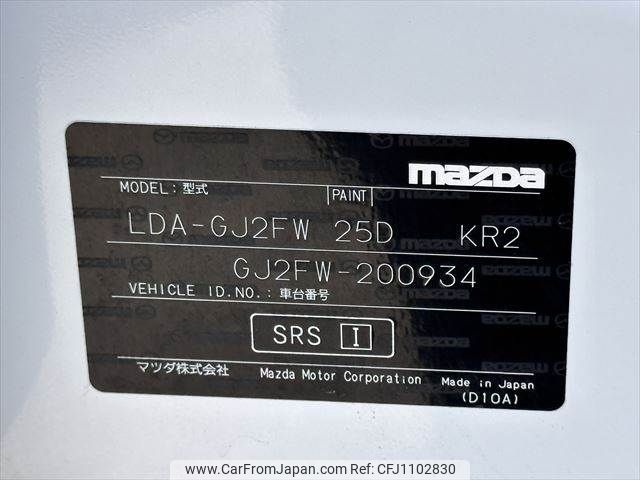 mazda
MODEL:型式 PAINT
LDA-GJ2FW 25D KR2
GJ2FW-200934
VEHICLE ID.NO.:車台番号
SRS I
マツダ株式会社 Mazda Motor Corporation Made in Japan
(D10A)
www.CarFromJapan.com CFJ1102830